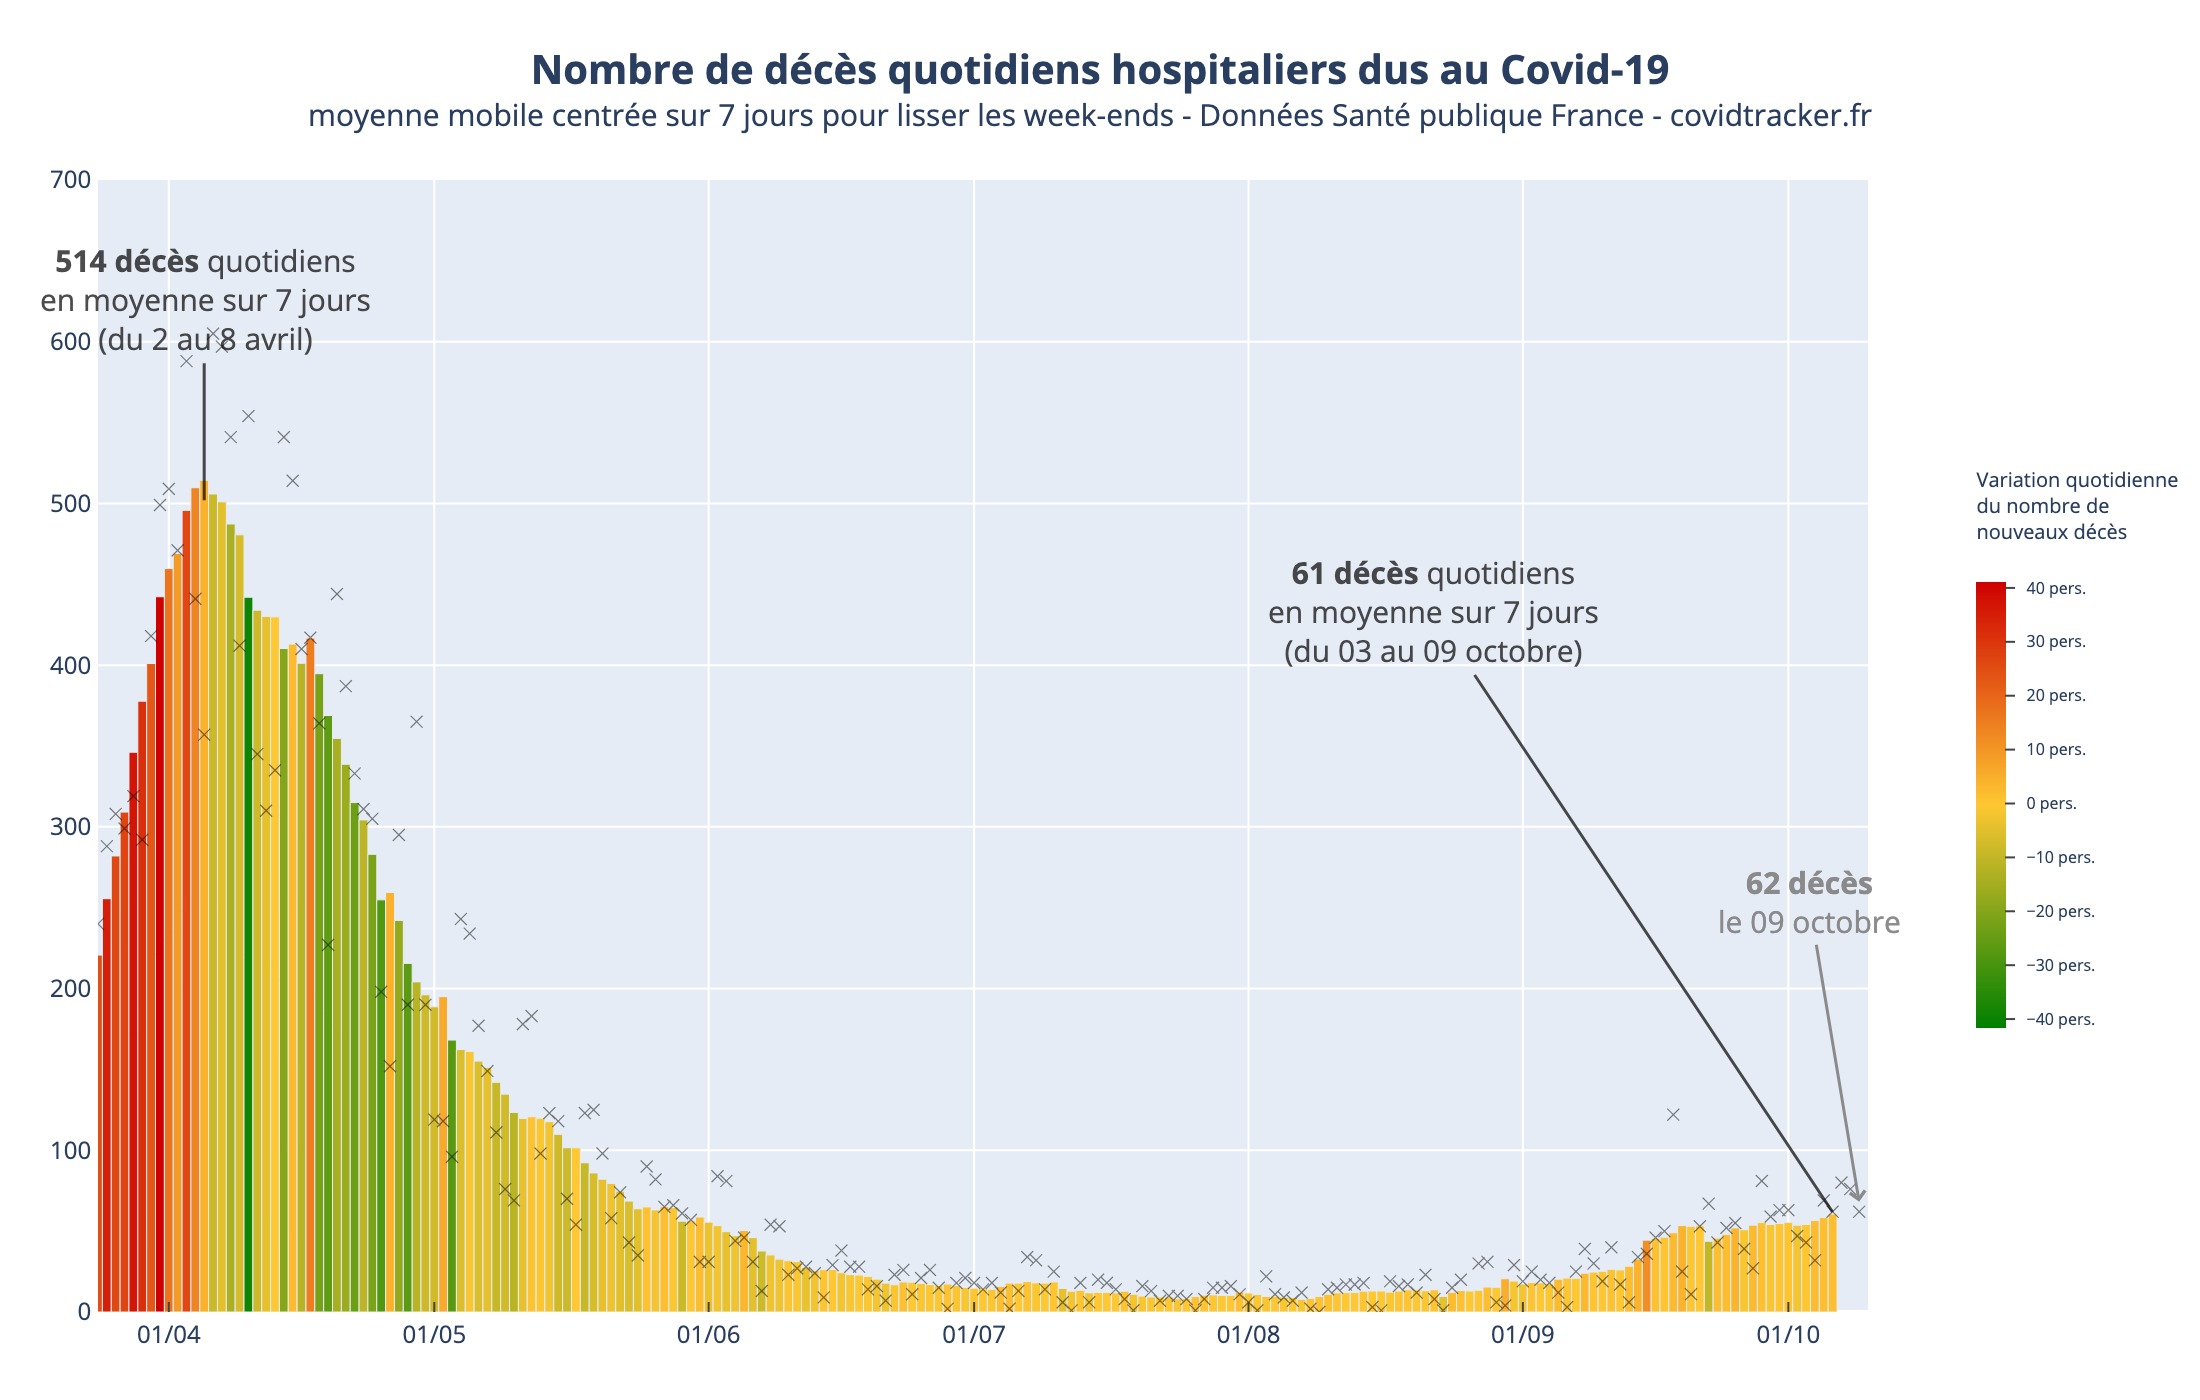 Nombre de décès quotidiens hospitaliers dus au Covid-19
moyenne mobile centrée sur 7 jours pour lisser les week-ends - Données Santé publique France - covidtracker.fr
700
600
500
400
300
200
100
0
514 décès quotidiens
en moyenne sur 7 jours
(du 2 au 8 avril)
61 décès quotidiens
en moyenne sur 7 jours
(du 03 au 09 octobre)
62 décès
le 09 octobre
01/04
01/05
01/06
01/07
01/08
01/09
01/10
Variation quotidienne
du nombre de
nouveaux décès
40 pers.
30 pers.
20 pers.
10 pers.
0 pers.
−10 pers.
−20 pers.
−30 pers.
−40 pers.